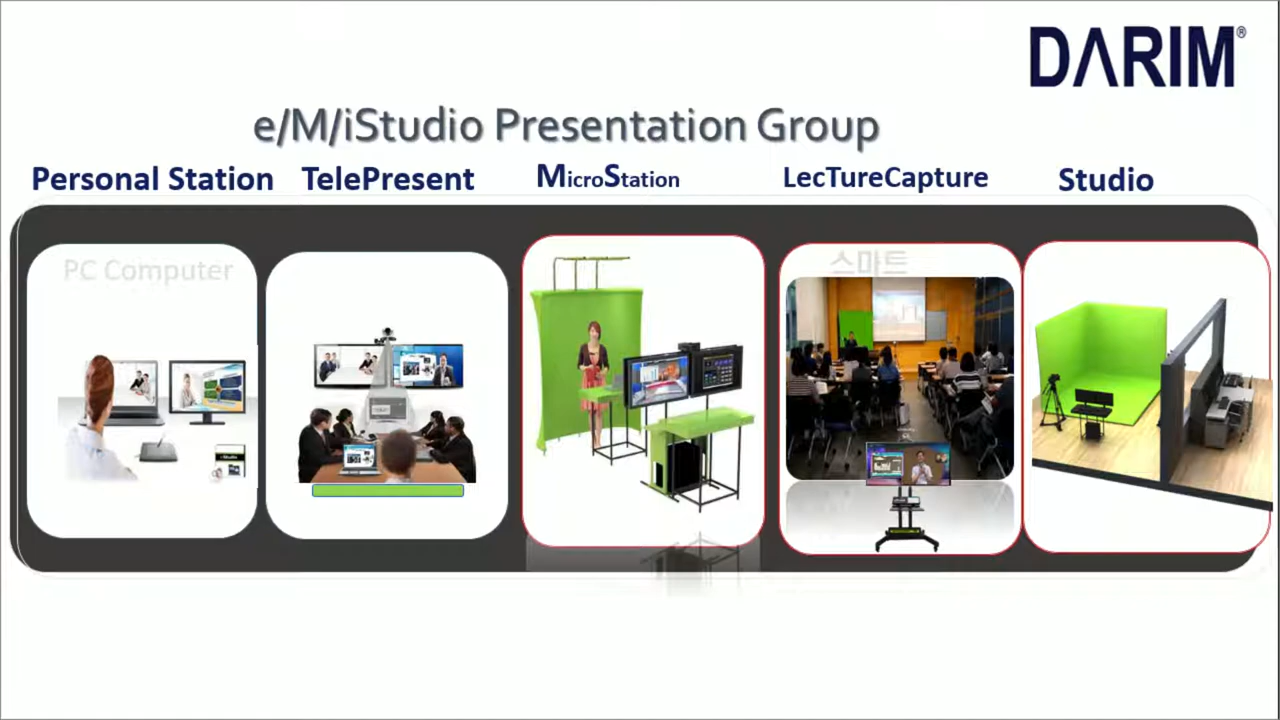 DARIM®
e/M/iStudio Presentation Group
Personal Station
TelePresent
MicroStation
LecTureCapture
Studio
PC Computer
스마트